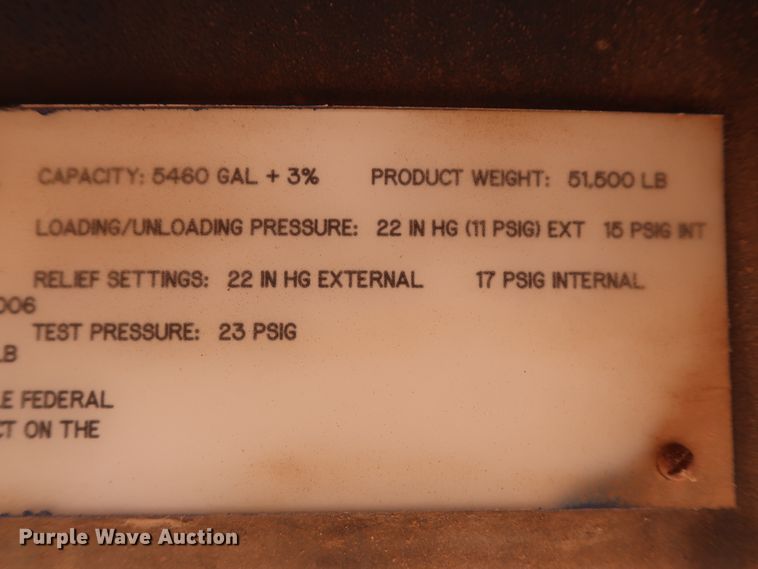 CAPACITY: 5460 GAL + 3% PRODUCT WEIGHT: 51,500 LB
LOADING/UNLOADING PRESSURE: 22 IN HG (11 PSIG) EXT 15 PSIG INT
RELIEF SETTINGS: 22 IN HG EXTERNAL 17 PSIG INTERNAL
006
TEST PRESSURE: 23 PSIG
LB
LE FEDERAL
CT ON THE
Purple Wave Auction